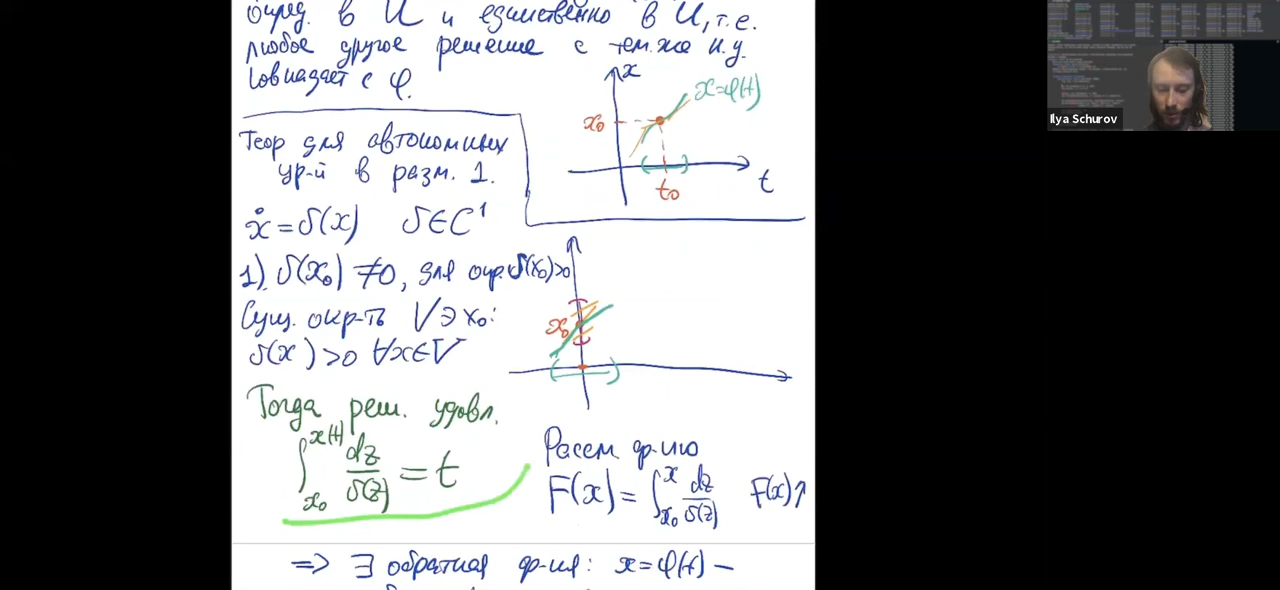 опред. в U и единственно в U, т.е.
любое другое решение с тем же н.у.
совпадает с φ.
x
x=φ(t)
x₀
t₀
t
Теор для автономных
ур-й в разм. 1.
ẋ = v(x) v∈C¹
1). v(x₀) ≠ 0, для опр. v(x₀)>0
Сущ. окр-ть V∋x₀:
v(x)>0 ∀x∈V
x₀
Тогда реш. удовл.
∫_{x₀}^{x(t)} dz/v(z) = t
Рассм ф-цию
F(x) = ∫_{x₀}^{x} dz/v(z) F(x)↑
=> ∃ обратная ф-ция: x=φ(t) –
Ilya Schurov